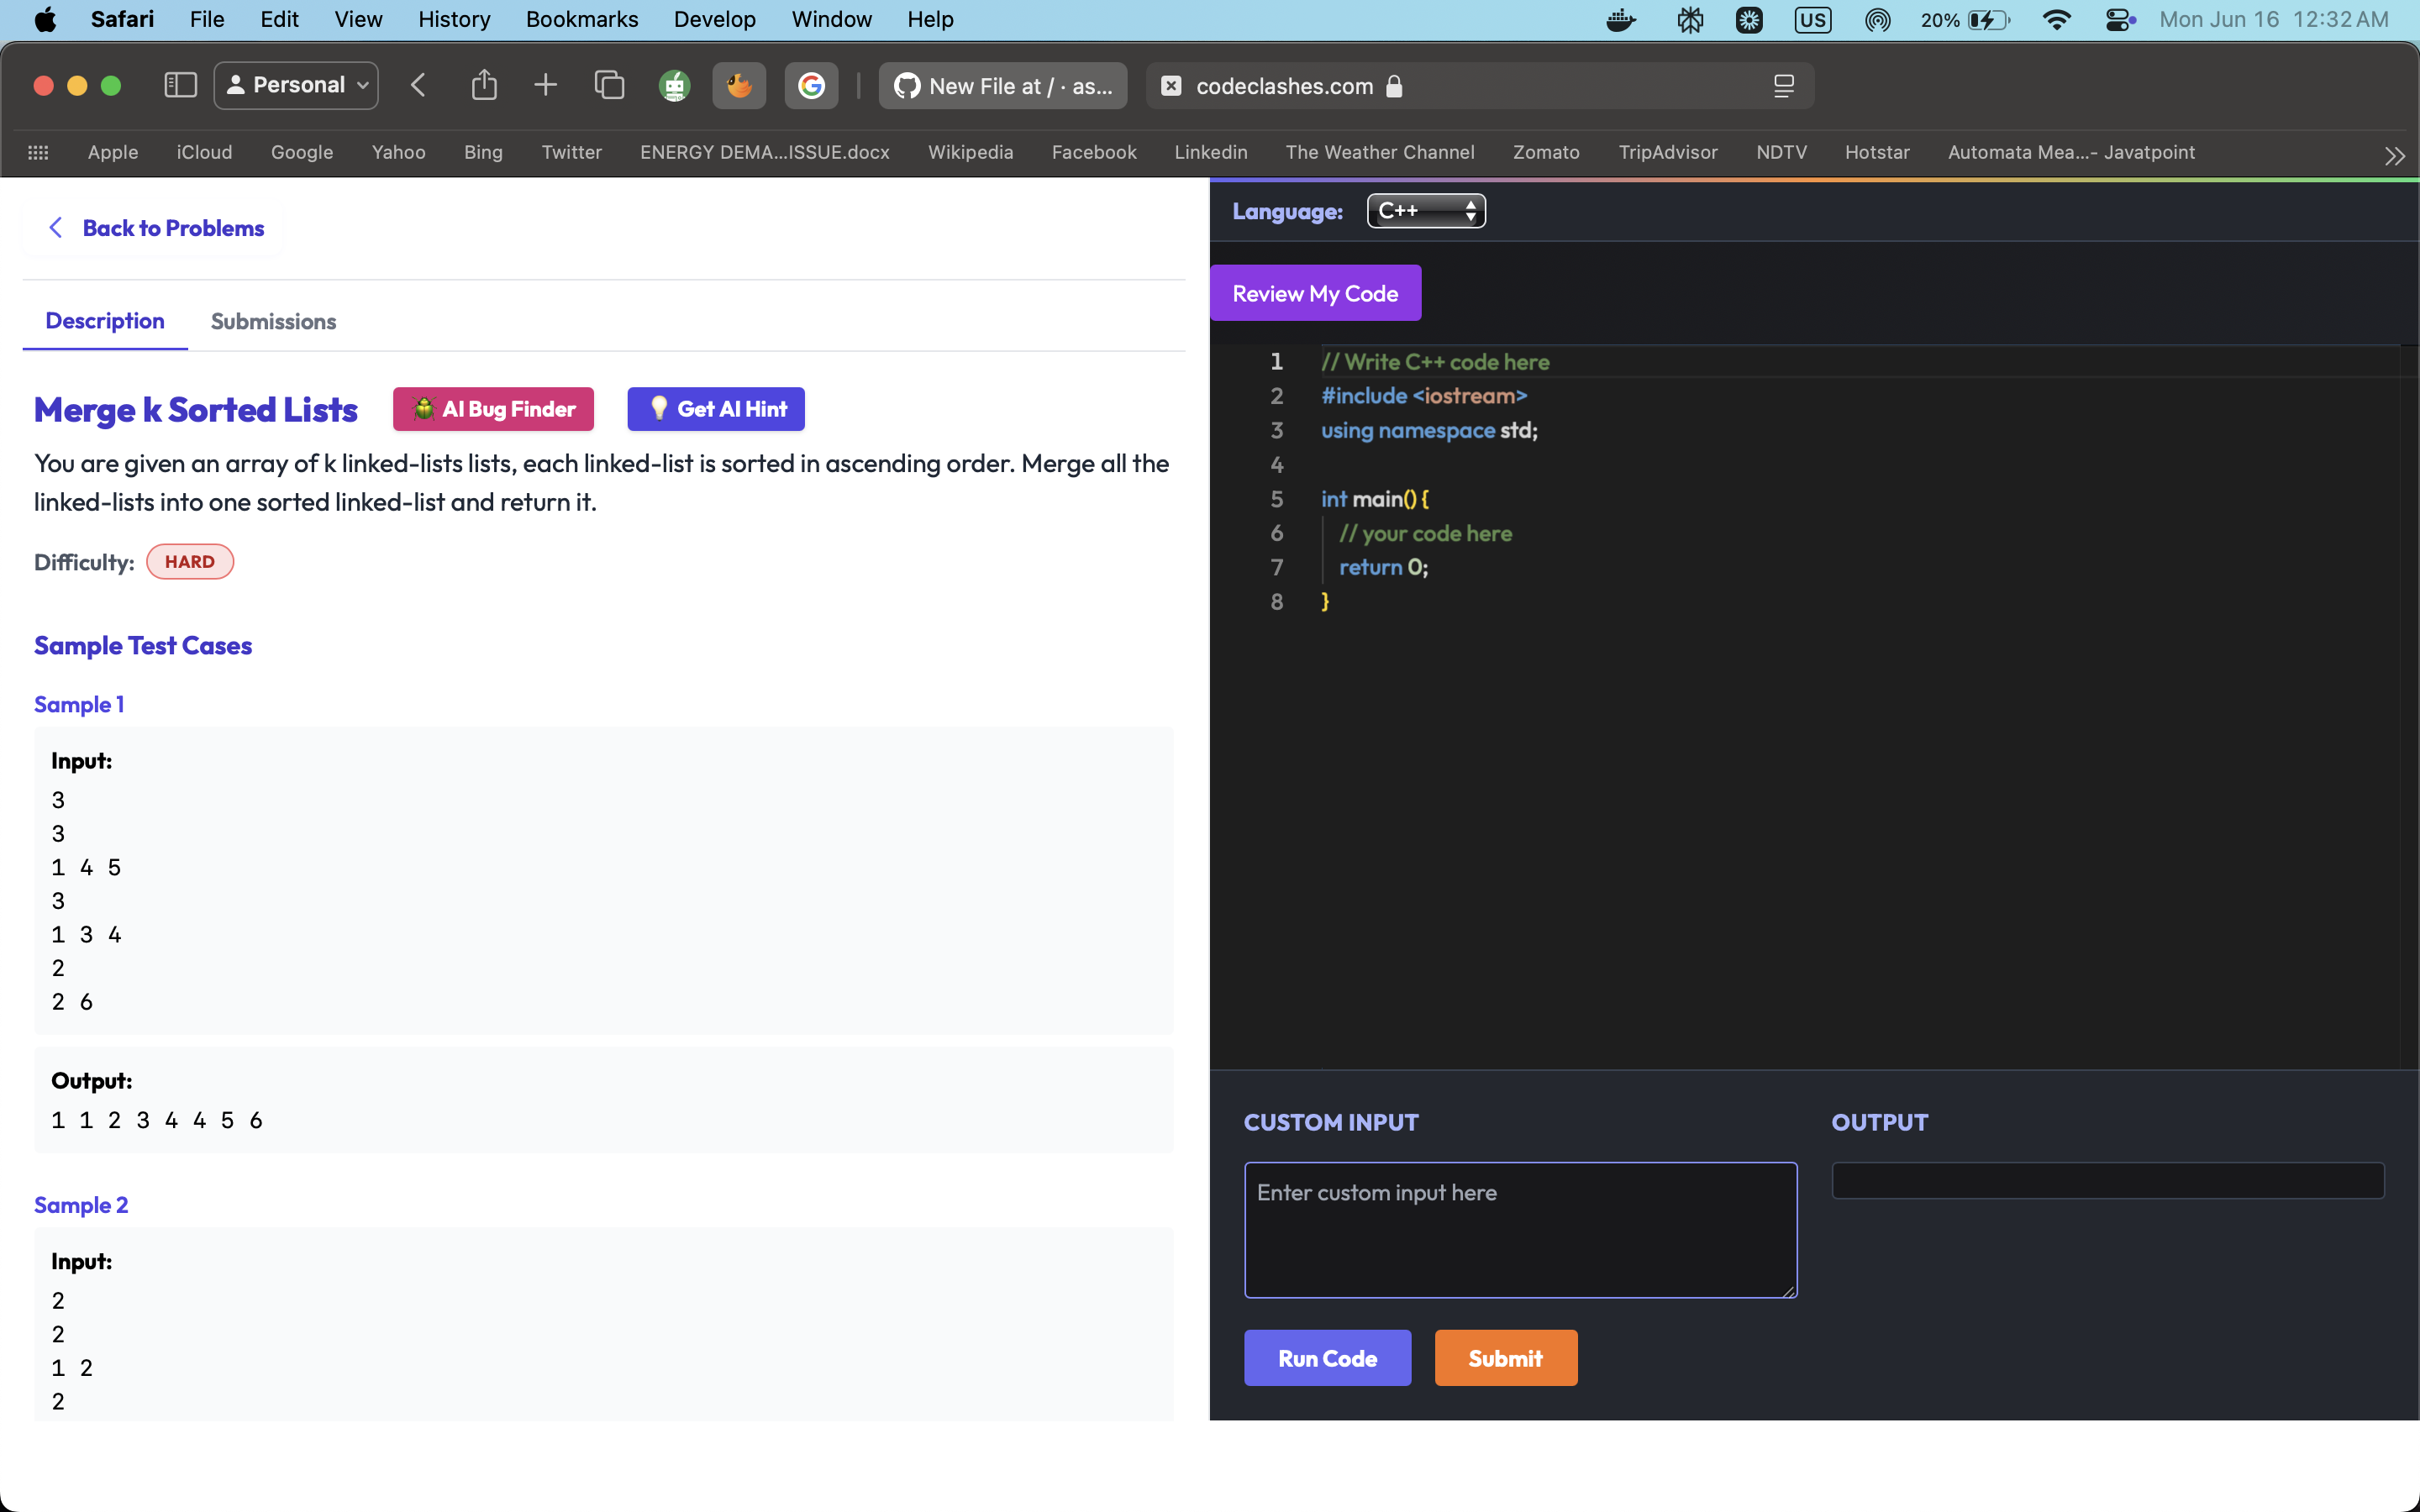 Safari File Edit View History Bookmarks Develop Window Help US 20% Mon Jun 16 12:32 AM
Personal New File at / · as... codeclashes.com
Apple iCloud Google Yahoo Bing Twitter ENERGY DEMA...ISSUE.docx Wikipedia Facebook Linkedin The Weather Channel Zomato TripAdvisor NDTV Hotstar Automata Mea...- Javatpoint
Back to Problems
Description Submissions
Merge k Sorted Lists AI Bug Finder Get AI Hint
You are given an array of k linked-lists lists, each linked-list is sorted in ascending order. Merge all the
linked-lists into one sorted linked-list and return it.
Difficulty: HARD
Sample Test Cases
Sample 1
Input:
3
3
1 4 5
3
1 3 4
2
2 6
Output:
1 1 2 3 4 4 5 6
Sample 2
Input:
2
2
1 2
2
Language: C++
Review My Code
1 // Write C++ code here
2 #include <iostream>
3 using namespace std;
4
5 int main() {
6 // your code here
7 return 0;
8 }
CUSTOM INPUT
Enter custom input here
Run Code Submit
OUTPUT